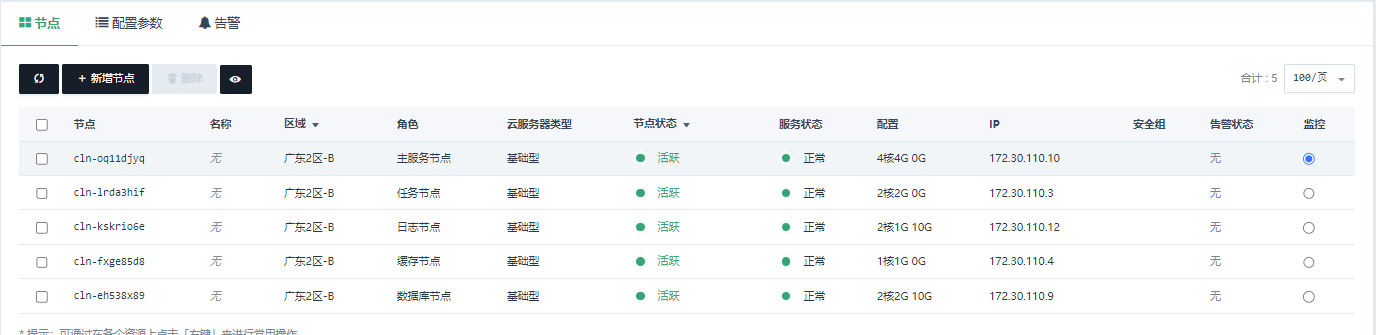 节点 配置参数 告警
+ 新增节点 删除 合计 : 5 100/页
节点 名称 区域 角色 云服务器类型 节点状态 服务状态 配置 IP 安全组 告警状态 监控
cln-oq11djyq 无 广东2区-B 主服务节点 基础型 活跃 正常 4核4G 0G 172.30.110.10 无
cln-lrda3hif 无 广东2区-B 任务节点 基础型 活跃 正常 2核2G 0G 172.30.110.3 无
cln-kskrio6e 无 广东2区-B 日志节点 基础型 活跃 正常 2核1G 10G 172.30.110.12 无
cln-fxge85d8 无 广东2区-B 缓存节点 基础型 活跃 正常 1核1G 0G 172.30.110.4 无
cln-eh538x89 无 广东2区-B 数据库节点 基础型 活跃 正常 2核2G 10G 172.30.110.9 无
* 提示：可通过在各个资源上点击「右键」来进行常用操作